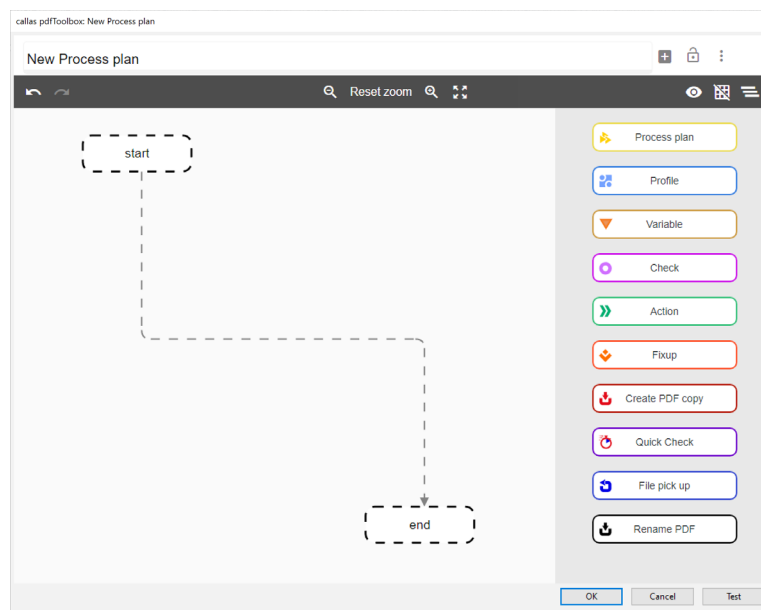 callas pdfToolbox: New Process plan
New Process plan
Reset zoom
start
end
Process plan
Profile
Variable
Check
Action
Fixup
Create PDF copy
Quick Check
File pick up
Rename PDF
OK Cancel Test